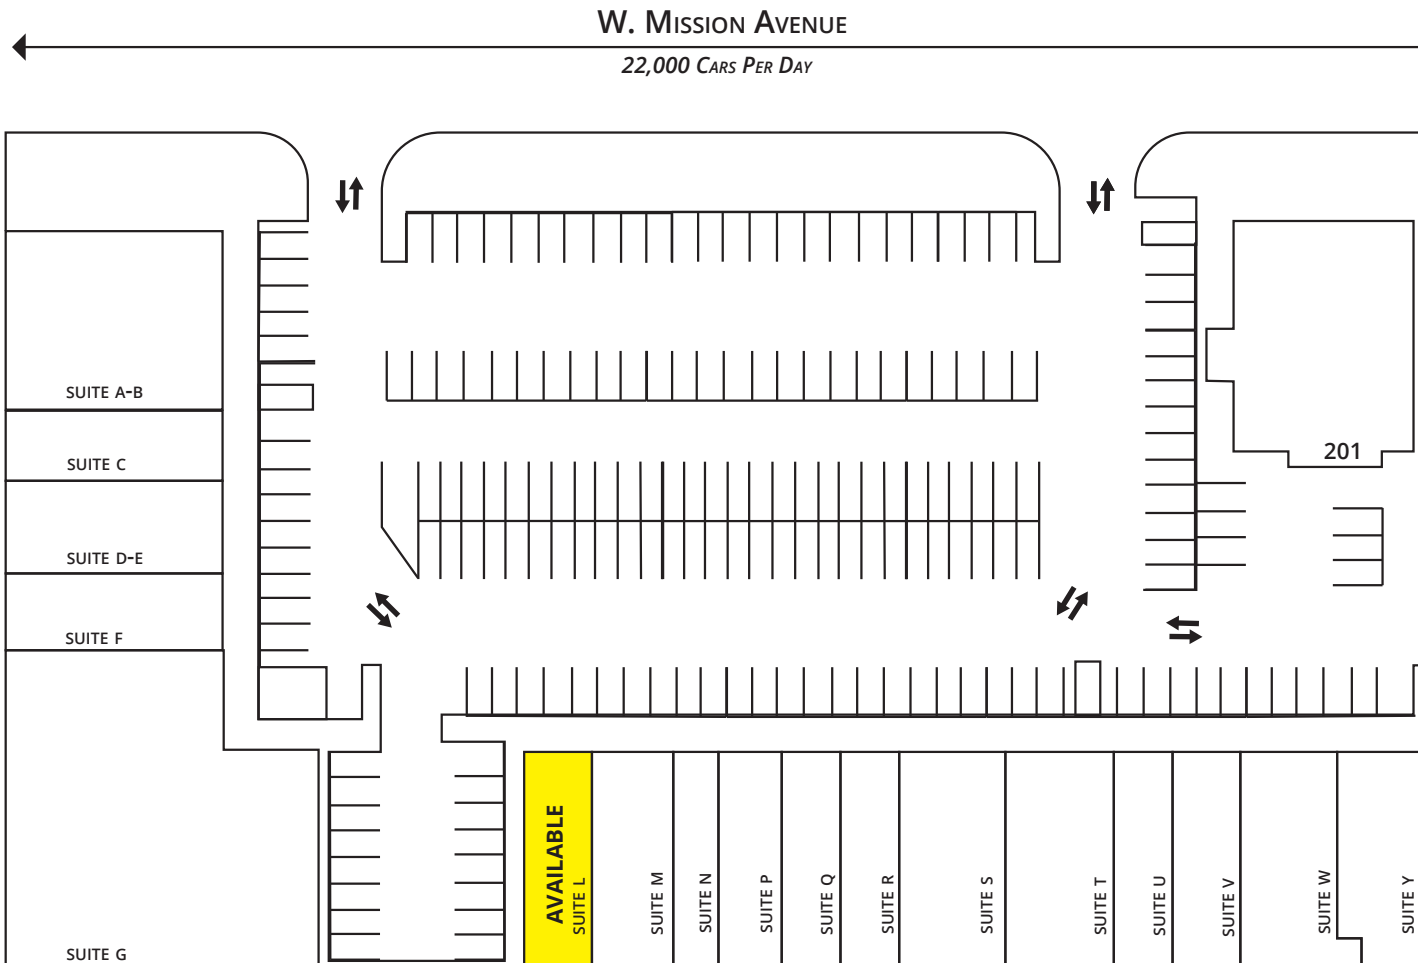 W. Mission Avenue
22,000 Cars Per Day
SUITE A-B
SUITE C
SUITE D-E
SUITE F
SUITE G
201
AVAILABLE
SUITE L
SUITE M
SUITE N
SUITE P
SUITE Q
SUITE R
SUITE S
SUITE T
SUITE U
SUITE V
SUITE W
SUITE Y